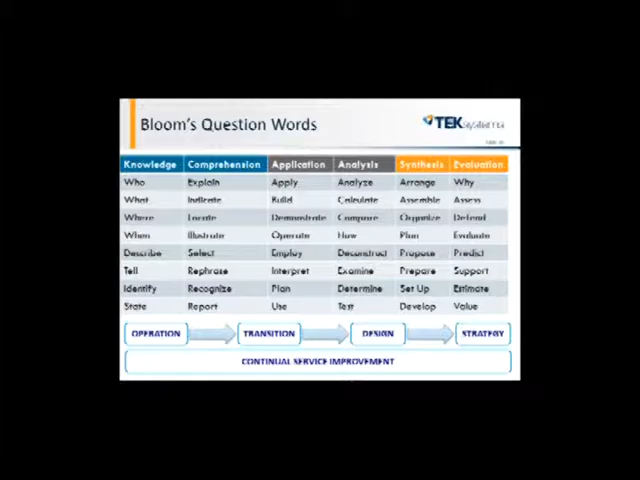 Bloom's Question Words
TEKsystems
Knowledge Comprehension Application Analysis Synthesis Evaluation
Who Explain Apply Analyze Arrange Why
What Indicate Build Calculate Assemble Assess
Where Locate Demonstrate Compare Organize Defend
When Illustrate Operate How Plan Evaluate
Describe Select Employ Deconstruct Propose Predict
Tell Rephrase Interpret Examine Prepare Support
Identify Recognize Plan Determine Set Up Estimate
State Report Use Test Develop Value
OPERATION TRANSITION DESIGN STRATEGY
CONTINUAL SERVICE IMPROVEMENT